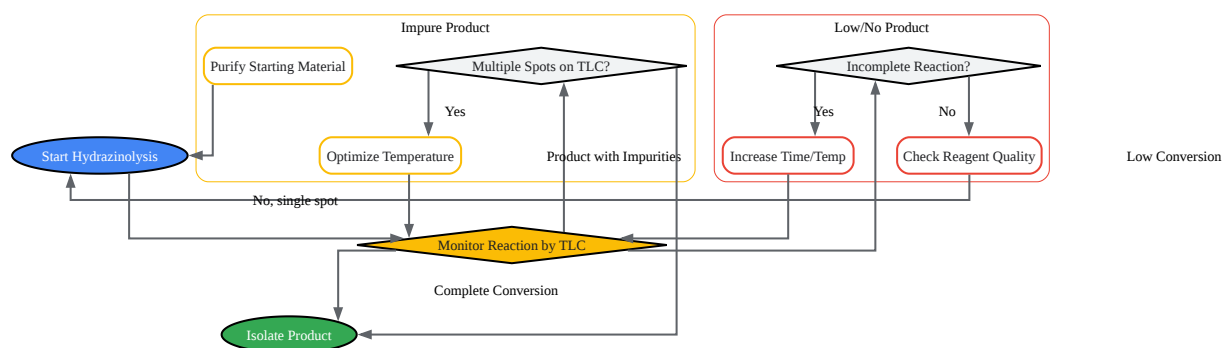 Impure Product
Low/No Product
Purify Starting Material
Multiple Spots on TLC?
Incomplete Reaction?
Yes
Yes
No
Start Hydrazinolysis
Optimize Temperature
Product with Impurities
Increase Time/Temp
Check Reagent Quality
Low Conversion
No, single spot
Monitor Reaction by TLC
Complete Conversion
Isolate Product